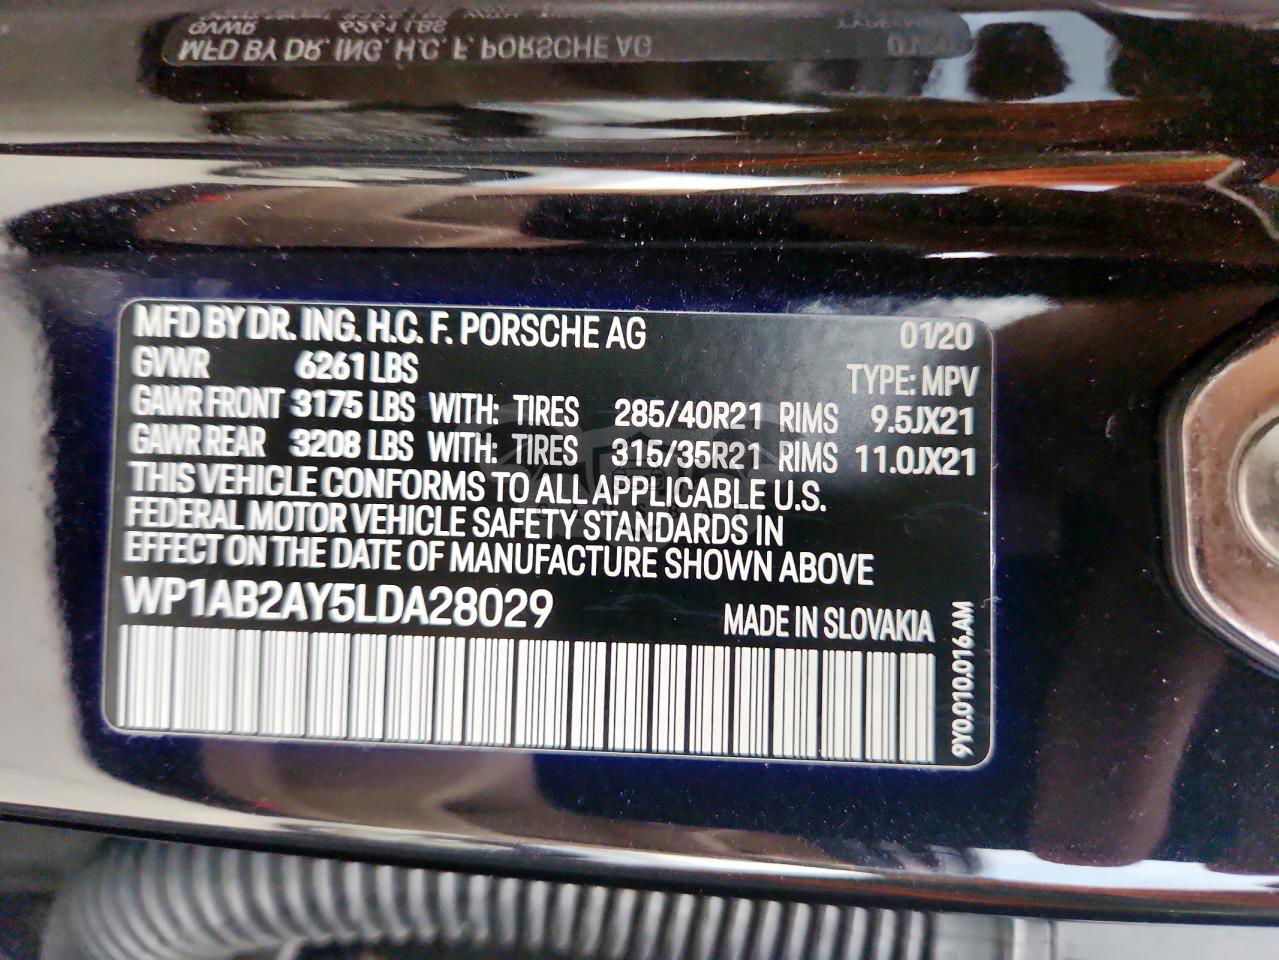 MFD BY DR. ING. H.C. F. PORSCHE AG 01/20
GVWR 6261 LBS TYPE: MPV
GAWR FRONT 3175 LBS WITH: TIRES 285/40R21 RIMS 9.5JX21
GAWR REAR 3208 LBS WITH: TIRES 315/35R21 RIMS 11.0JX21
THIS VEHICLE CONFORMS TO ALL APPLICABLE U.S.
FEDERAL MOTOR VEHICLE SAFETY STANDARDS IN
EFFECT ON THE DATE OF MANUFACTURE SHOWN ABOVE
WP1AB2AY5LDA28029 MADE IN SLOVAKIA
9Y0.010.016.AM